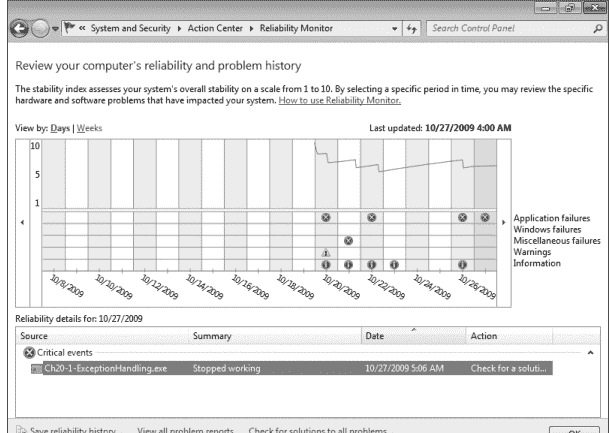 « System and Security ▸ Action Center ▸ Reliability Monitor
Search Control Panel
Review your computer's reliability and problem history
The stability index assesses your system's overall stability on a scale from 1 to 10. By selecting a specific period in time, you may review the specific
hardware and software problems that have impacted your system. How to use Reliability Monitor.
View by: Days | Weeks
Last updated: 10/27/2009 4:00 AM
10
5
1
Application failures
Windows failures
Miscellaneous failures
Warnings
Information
10/8/2009 10/10/2009 10/12/2009 10/14/2009 10/16/2009 10/18/2009 10/20/2009 10/22/2009 10/24/2009 10/26/2009
Reliability details for: 10/27/2009
Source Summary Date Action
Critical events
Ch20-1-ExceptionHandling.exe Stopped working 10/27/2009 5:06 AM Check for a soluti...
Save reliability history... View all problem reports Check for solutions to all problems...
OK